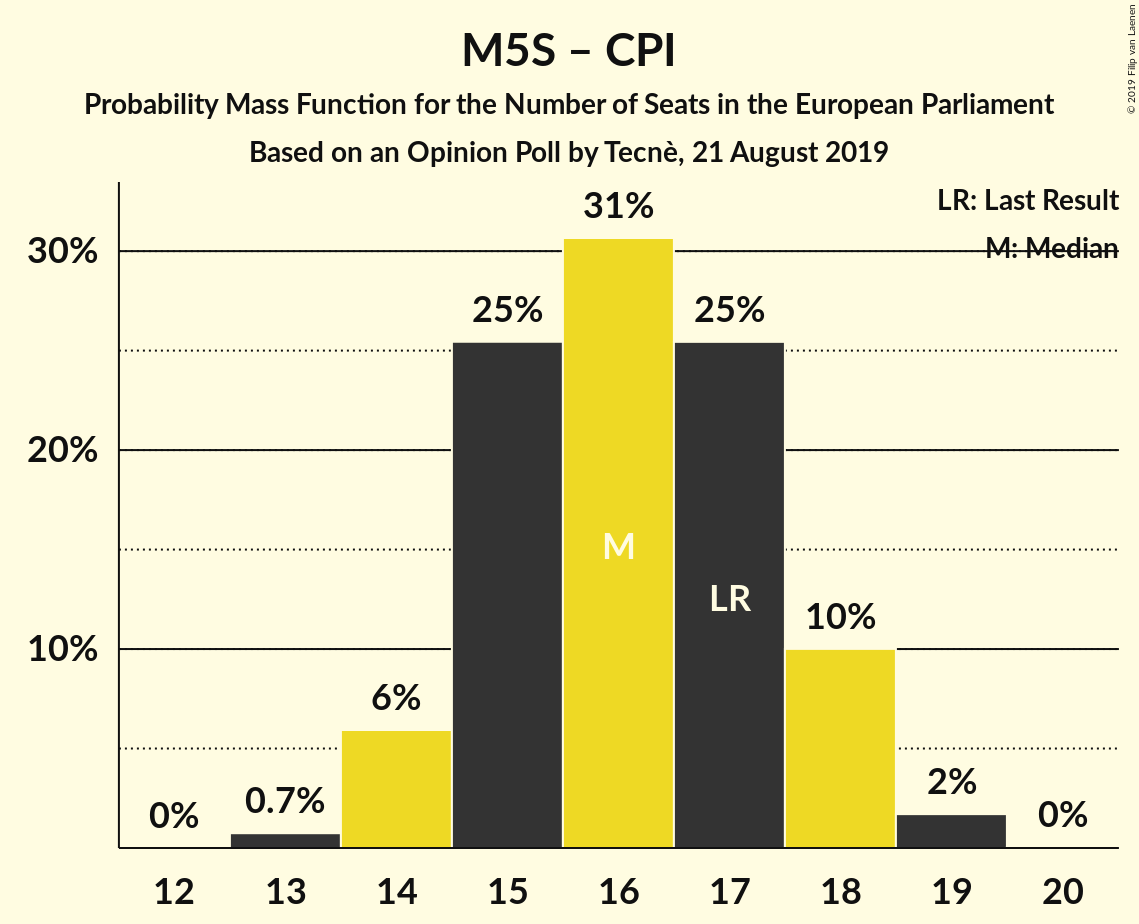 M5S – CPI
Probability Mass Function for the Number of Seats in the European Parliament
Based on an Opinion Poll by Tecnè, 21 August 2019
© 2019 Filip van Laenen
LR: Last Result
M: Median
30%
20%
10%
0%
0.7%
6%
25%
31%
25%
10%
2%
0%
M
LR
12 13 14 15 16 17 18 19 20